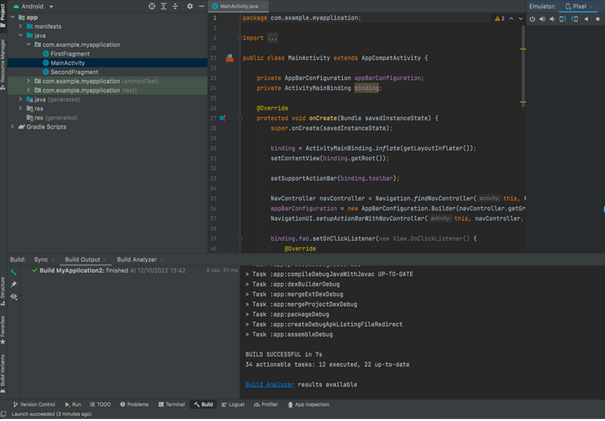 Android
MainActivity.java
Emulator:
Pixel
Project
Resource Manager
app
manifests
java
com.example.myapplication
FirstFragment
MainActivity
SecondFragment
com.example.myapplication (androidTest)
com.example.myapplication (test)
java (generated)
res
res (generated)
Gradle Scripts
package com.example.myapplication;
2
import ...
public class MainActivity extends AppCompatActivity {
private AppBarConfiguration appBarConfiguration;
private ActivityMainBinding binding;
@Override
protected void onCreate(Bundle savedInstanceState) {
super.onCreate(savedInstanceState);
binding = ActivityMainBinding.inflate(getLayoutInflater());
setContentView(binding.getRoot());
setSupportActionBar(binding.toolbar);
NavController navController = Navigation.findNavController( activity: this,
appBarConfiguration = new AppBarConfiguration.Builder(navController.getGr
NavigationUI.setupActionBarWithNavController( activity: this, navController,
binding.fab.setOnClickListener(new View.OnClickListener() {
@Override
Build:
Sync
Build Output
Build Analyzer
Build MyApplication2: finished At 12/10/2022 13:42
8 sec, 51 ms
> Task :app:compileDebugJavaWithJavac UP-TO-DATE
> Task :app:dexBuilderDebug
> Task :app:mergeExtDexDebug
> Task :app:mergeProjectDexDebug
> Task :app:packageDebug
> Task :app:createDebugApkListingFileRedirect
> Task :app:assembleDebug
BUILD SUCCESSFUL in 7s
34 actionable tasks: 12 executed, 22 up-to-date
Build Analyzer results available
Structure
Favorites
Build Variants
Version Control
Run
TODO
Problems
Terminal
Build
Logcat
Profiler
App Inspection
Launch succeeded (3 minutes ago)